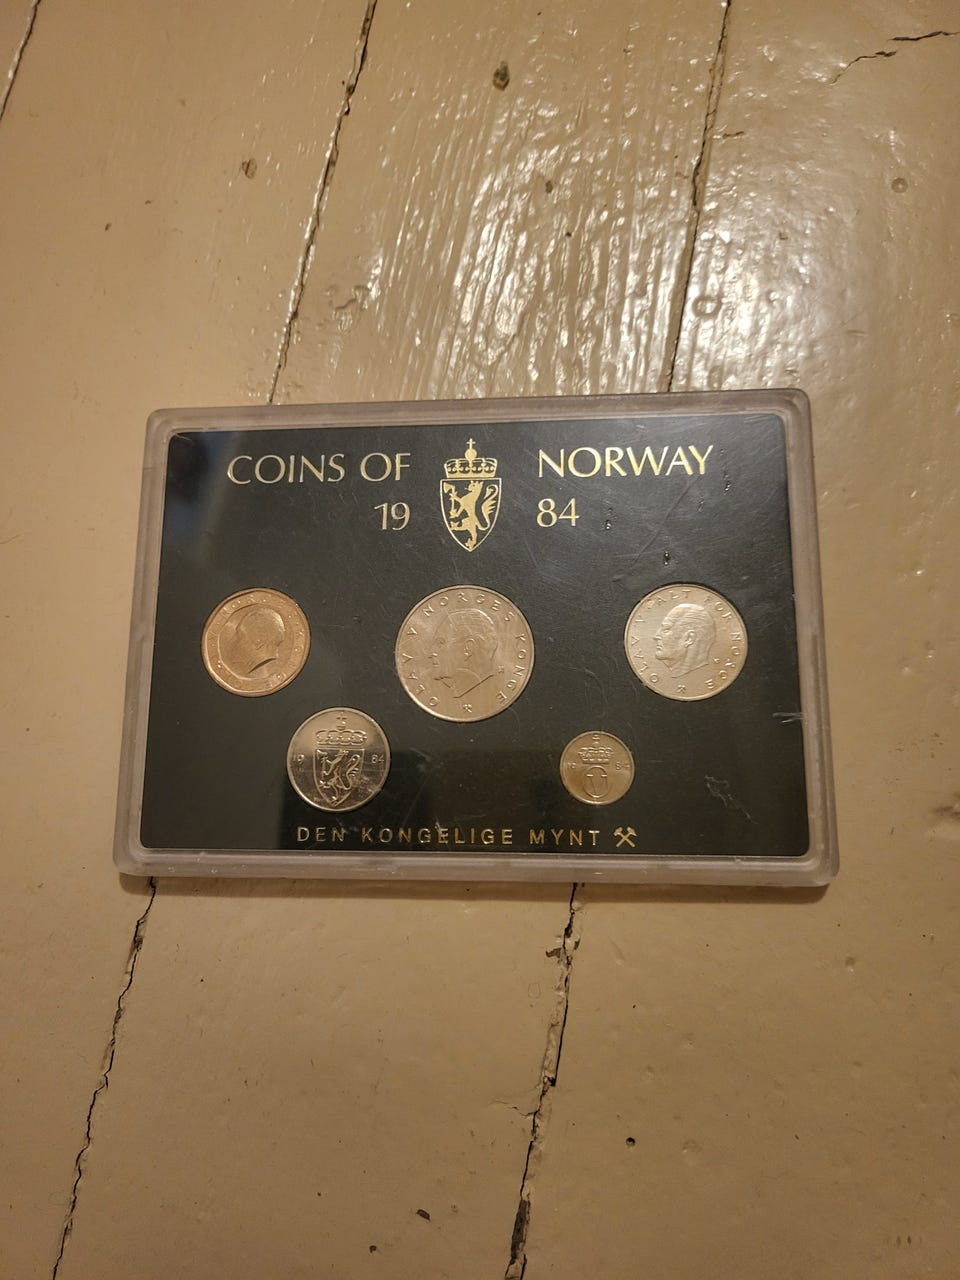 COINS OF NORWAY
19 84
OLAV V NORGES KONGE
OLAV V ALT FOR NORGE
19 84
19 84
DEN KONGELIGE MYNT